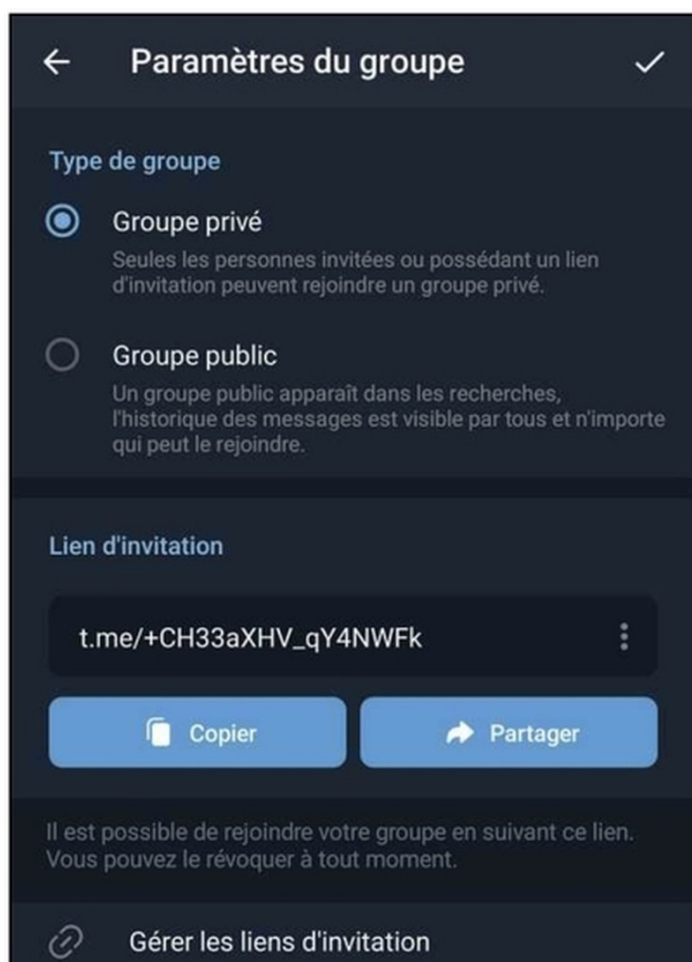 Paramètres du groupe
Type de groupe
Groupe privé
Seules les personnes invitées ou possédant un lien
d'invitation peuvent rejoindre un groupe privé.
Groupe public
Un groupe public apparaît dans les recherches,
l'historique des messages est visible par tous et n'importe
qui peut le rejoindre.
Lien d'invitation
t.me/+CH33aXHV_qY4NWFk
Copier
Partager
Il est possible de rejoindre votre groupe en suivant ce lien.
Vous pouvez le révoquer à tout moment.
Gérer les liens d'invitation